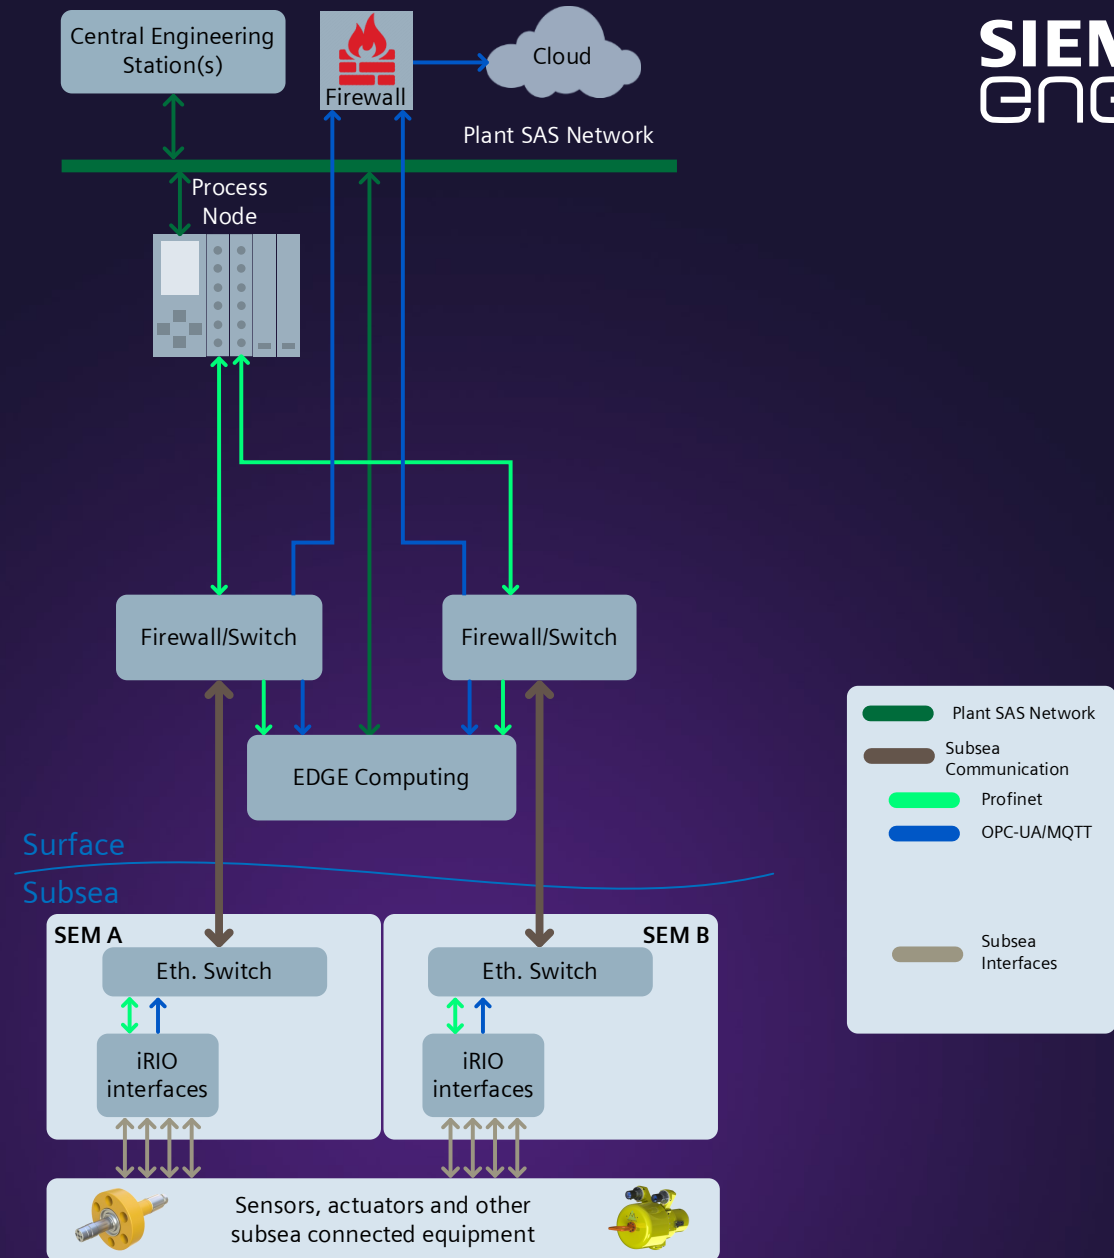 Central Engineering
Station(s)
Firewall
Cloud
Plant SAS Network
Process
Node
Firewall/Switch
Firewall/Switch
EDGE Computing
Plant SAS Network
Subsea
Communication
Profinet
OPC-UA/MQTT
Subsea
Interfaces
Surface
Subsea
SEM A
SEM B
Eth. Switch
Eth. Switch
iRIO
interfaces
iRIO
interfaces
Sensors, actuators and other
subsea connected equipment